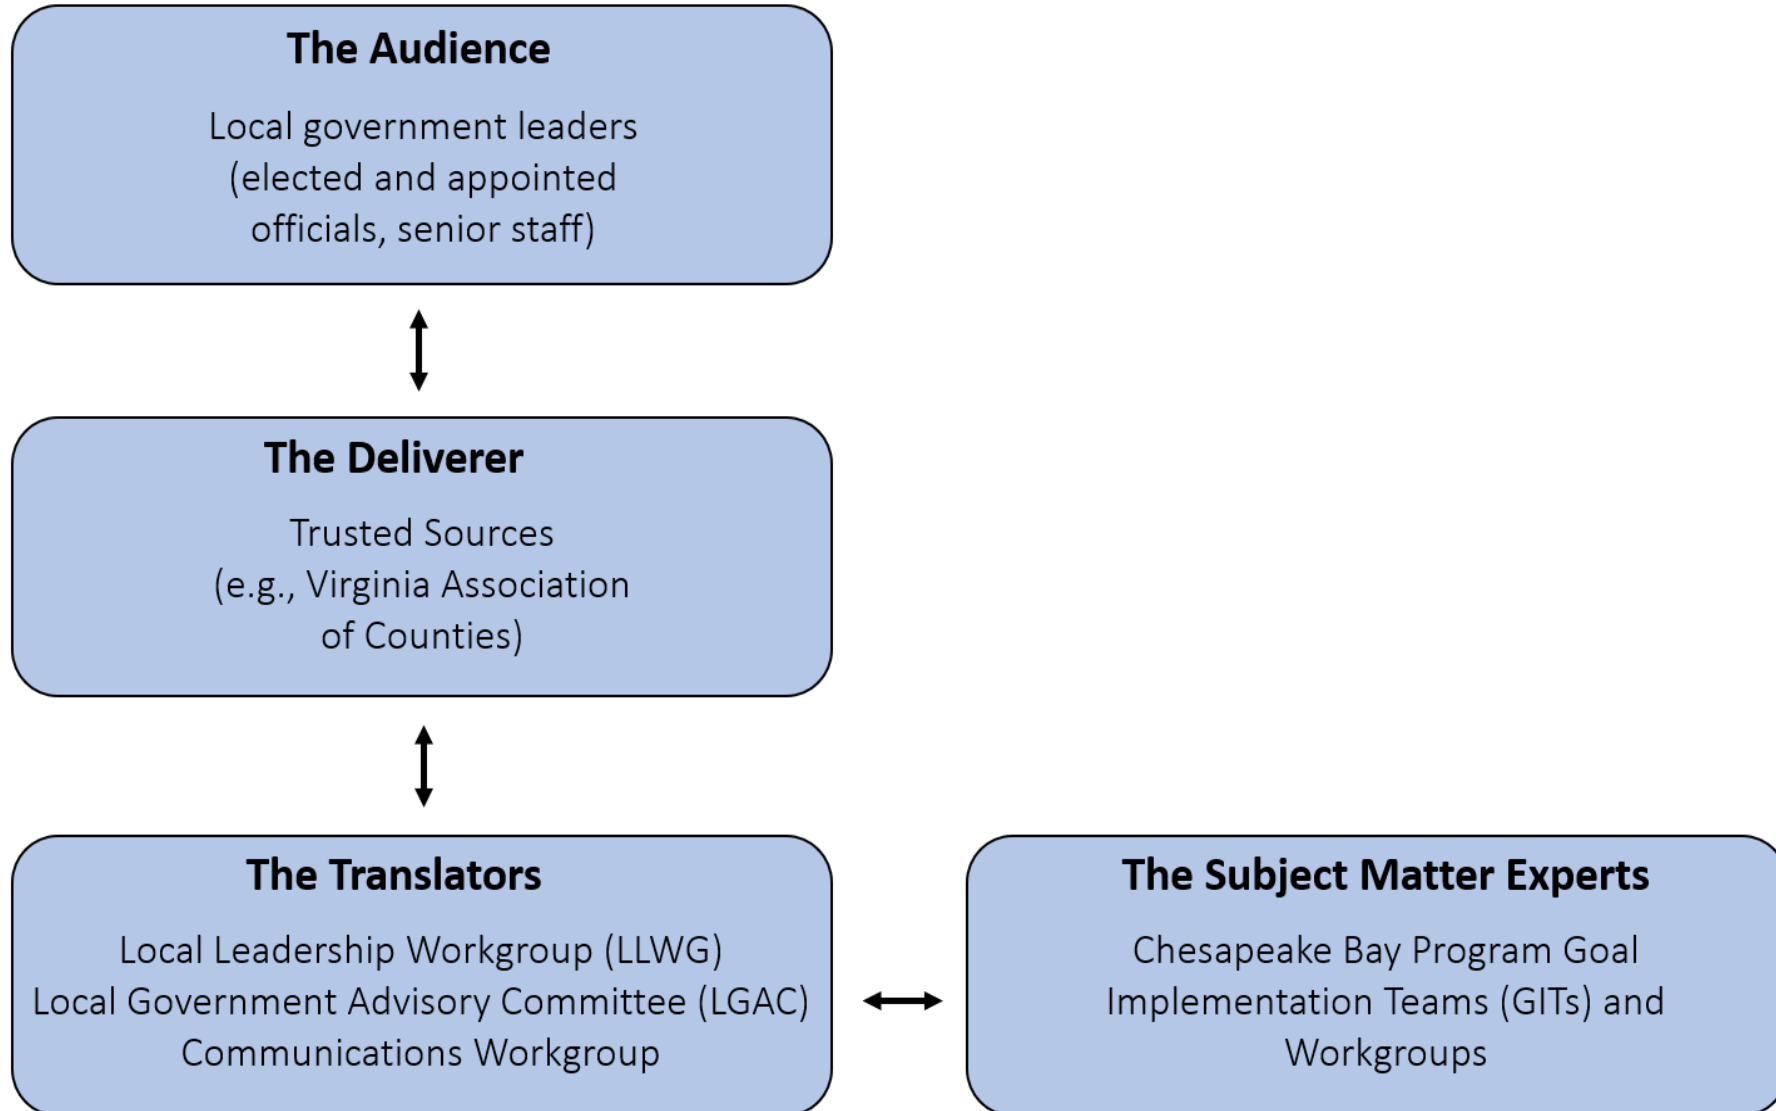 The Audience
Local government leaders
(elected and appointed
officials, senior staff)
The Deliverer
Trusted Sources
(e.g., Virginia Association
of Counties)
The Translators
Local Leadership Workgroup (LLWG)
Local Government Advisory Committee (LGAC)
Communications Workgroup
The Subject Matter Experts
Chesapeake Bay Program Goal
Implementation Teams (GITs) and
Workgroups